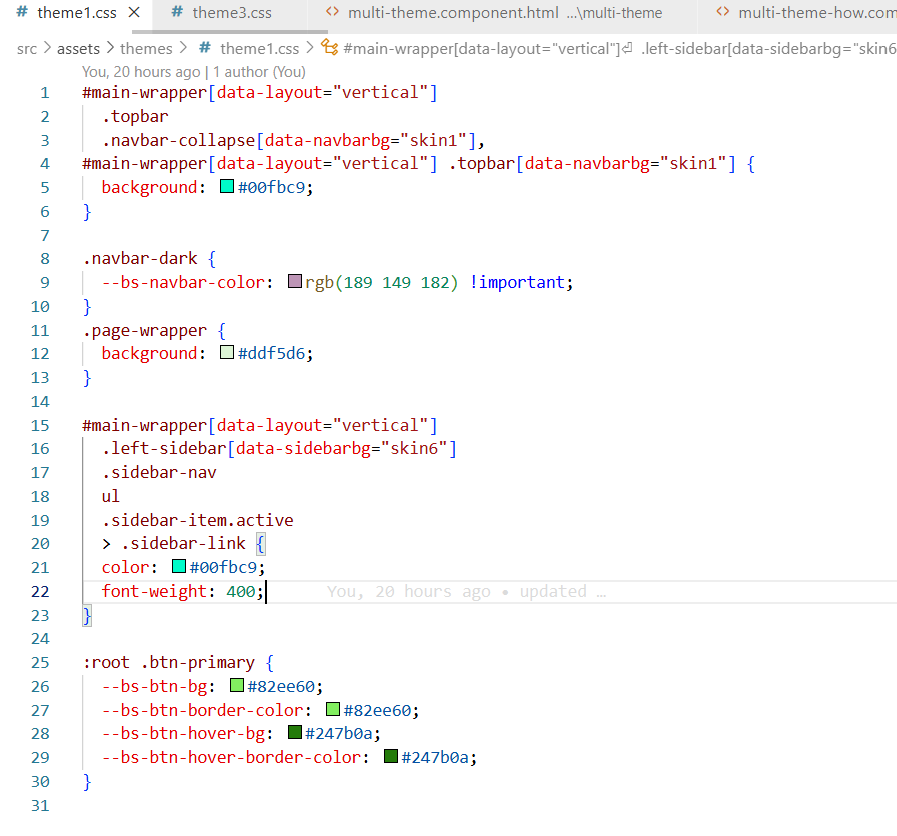 # theme1.css × # theme3.css <> multi-theme.component.html ...\multi-theme <> multi-theme-how.com
src > assets > themes > # theme1.css > #main-wrapper[data-layout="vertical"]⏎ .left-sidebar[data-sidebarbg="skin6
You, 20 hours ago | 1 author (You)
1 #main-wrapper[data-layout="vertical"]
2 .topbar
3 .navbar-collapse[data-navbarbg="skin1"],
4 #main-wrapper[data-layout="vertical"] .topbar[data-navbarbg="skin1"] {
5 background: #00fbc9;
6 }
7
8 .navbar-dark {
9 --bs-navbar-color: rgb(189 149 182) !important;
10 }
11 .page-wrapper {
12 background: #ddf5d6;
13 }
14
15 #main-wrapper[data-layout="vertical"]
16 .left-sidebar[data-sidebarbg="skin6"]
17 .sidebar-nav
18 ul
19 .sidebar-item.active
20 > .sidebar-link {
21 color: #00fbc9;
22 font-weight: 400; You, 20 hours ago • updated …
23 }
24
25 :root .btn-primary {
26 --bs-btn-bg: #82ee60;
27 --bs-btn-border-color: #82ee60;
28 --bs-btn-hover-bg: #247b0a;
29 --bs-btn-hover-border-color: #247b0a;
30 }
31